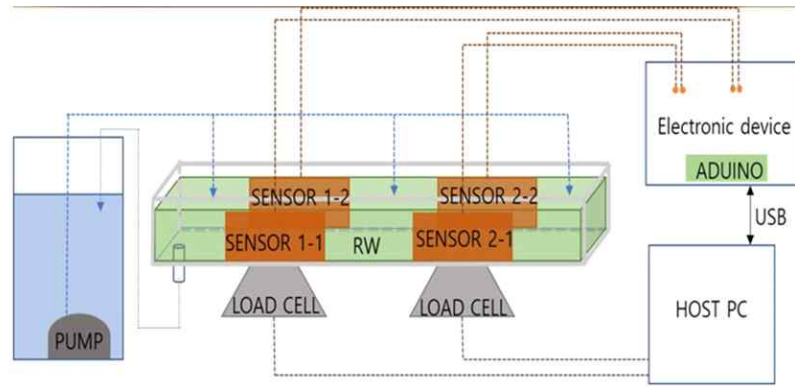 Electronic device
ADUINO
SENSOR 1-2
SENSOR 2-2
SENSOR 1-1
RW
SENSOR 2-1
USB
LOAD CELL
LOAD CELL
HOST PC
PUMP